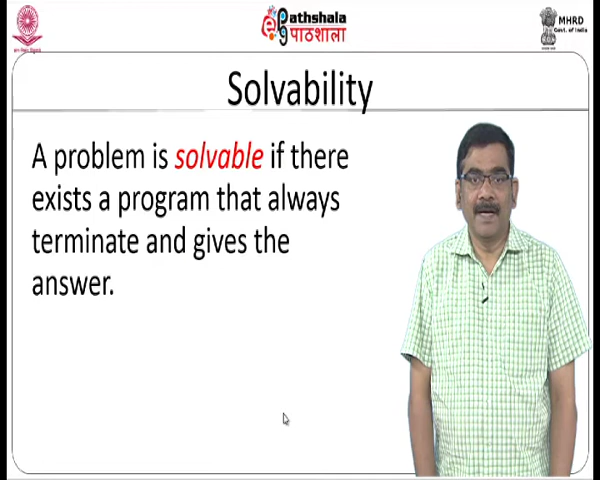 ePathshala
पाठशाला
MHRD
Govt. of India
Solvability
A problem is solvable if there
exists a program that always
terminate and gives the
answer.